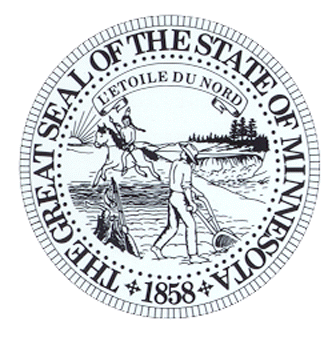 THE GREAT SEAL OF THE STATE OF MINNESOTA
L'ETOILE DU NORD
1858